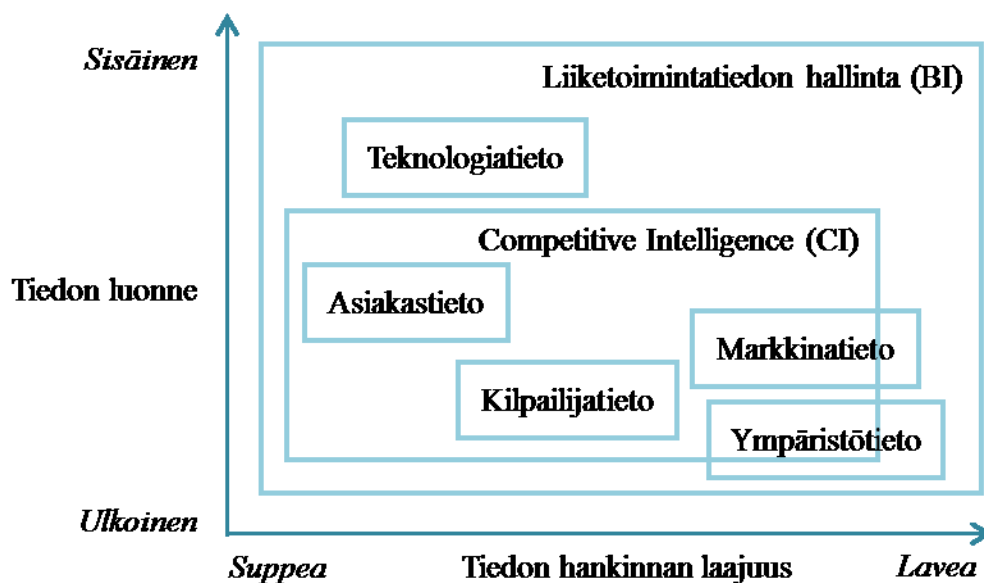 Sisäinen
Liiketoimintatiedon hallinta (BI)
Teknologiatieto
Competitive Intelligence (CI)
Tiedon luonne
Asiakastieto
Markkinatieto
Kilpailijatieto
Ympäristötieto
Ulkoinen
Suppea
Tiedon hankinnan laajuus
Lavea